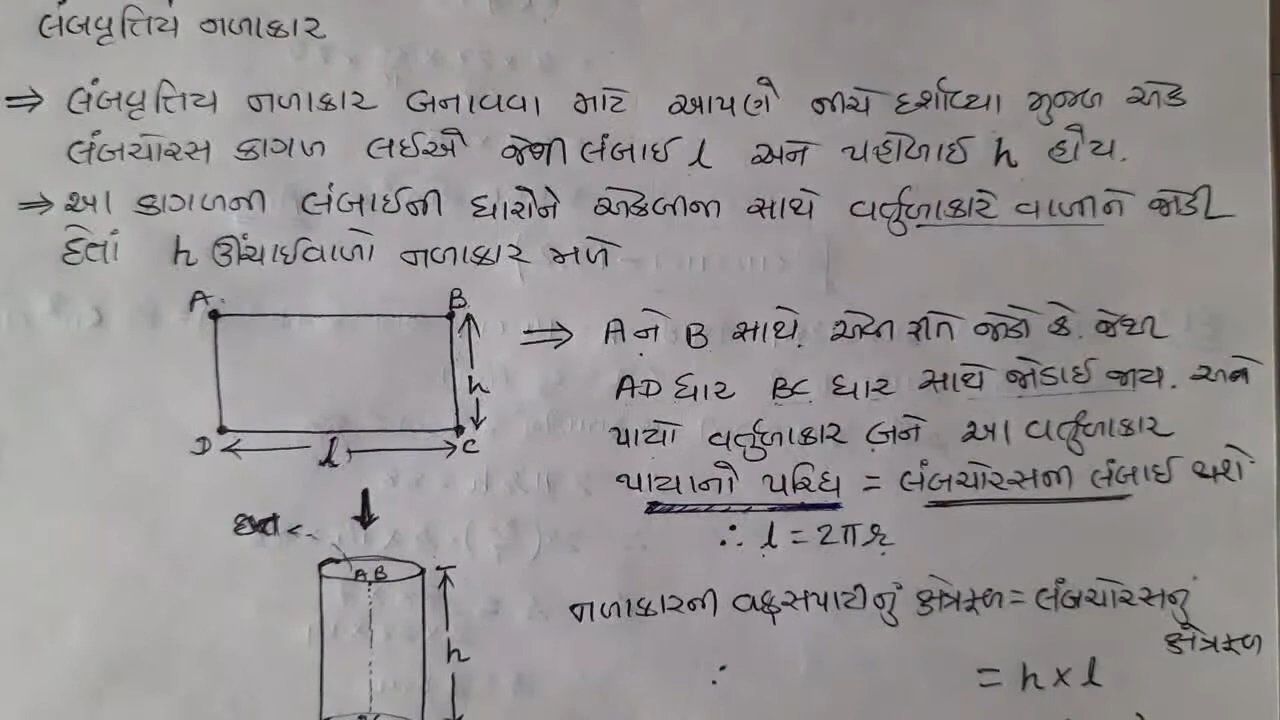 લંબવૃત્તિય નળાકાર
⇒ લંબવૃત્તિય નળાકાર બનાવવા માટે આપણે નીચે દર્શાવ્યા મુજબ એક
લંબચોરસ કાગળ લઈએ જેની લંબાઈ l અને પહોળાઈ h હોય.
⇒ આ કાગળની લંબાઈની ધારોને એકબીજા સાથે વર્તુળાકારે વાળીને જોડી
દેતાં h ઊંચાઈવાળો નળાકાર મળે
A B
h
D l C
⇒ A ને B સાથે એવી રીતે જોડો કે જેથી
AD ધાર BC ધાર સાથે જોડાઈ જાય. અને
પાયો વર્તુળાકાર બને આ વર્તુળાકાર
પાયાનો પરિઘ = લંબચોરસની લંબાઈ થશે
∴ l = 2πr
A B
h
નળાકારની વક્રસપાટીનું ક્ષેત્રફળ = લંબચોરસનું
ક્ષેત્રફળ
∴ = h × l